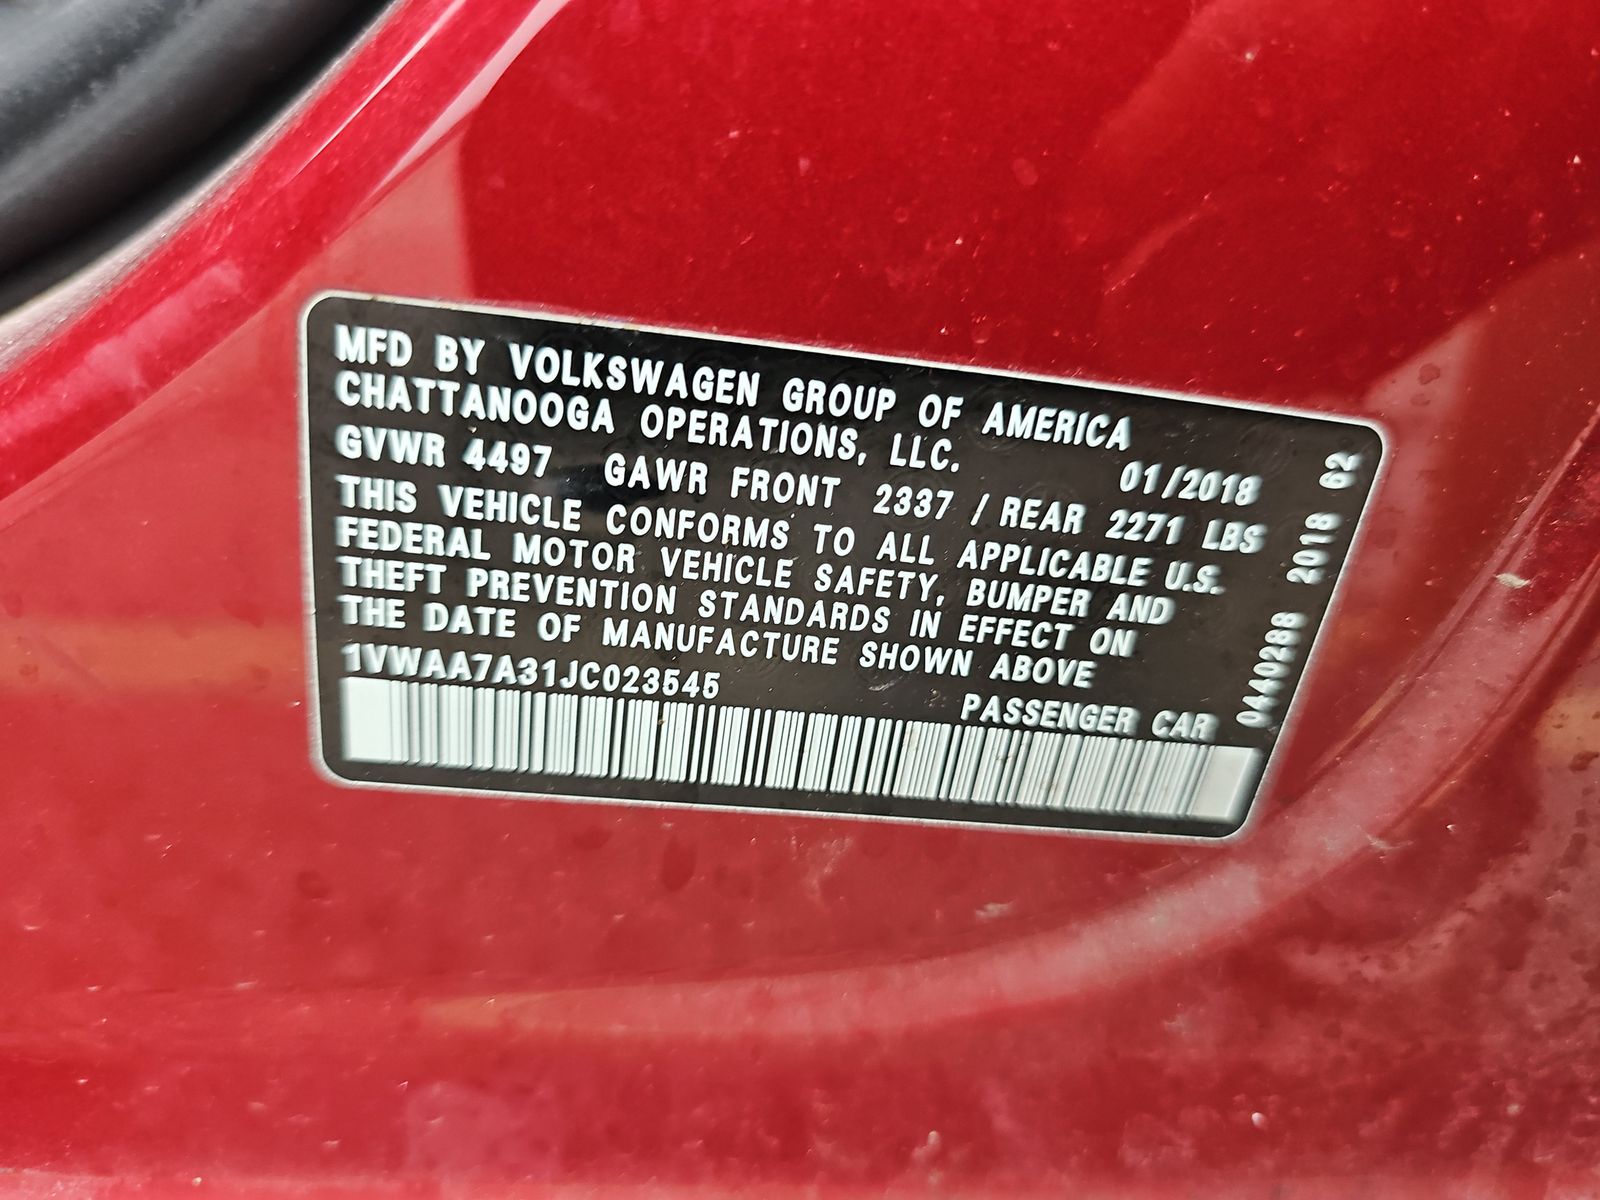 MFD BY VOLKSWAGEN GROUP OF AMERICA
CHATTANOOGA OPERATIONS, LLC.
01/2018
GVWR 4497 GAWR FRONT 2337 / REAR 2271 LBS
THIS VEHICLE CONFORMS TO ALL APPLICABLE U.S.
FEDERAL MOTOR VEHICLE SAFETY, BUMPER AND
THEFT PREVENTION STANDARDS IN EFFECT ON
THE DATE OF MANUFACTURE SHOWN ABOVE
1VWAA7A31JC023545
PASSENGER CAR
0440288 2018 62